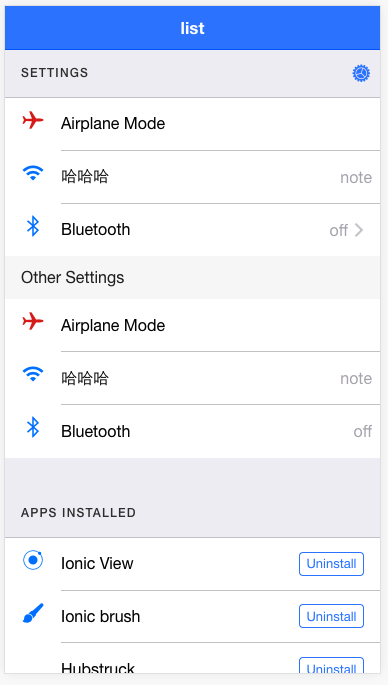 list
SETTINGS
Airplane Mode
哈哈哈 note
Bluetooth off
Other Settings
Airplane Mode
哈哈哈 note
Bluetooth off
APPS INSTALLED
Ionic View Uninstall
Ionic brush Uninstall
Hubstruck Uninstall